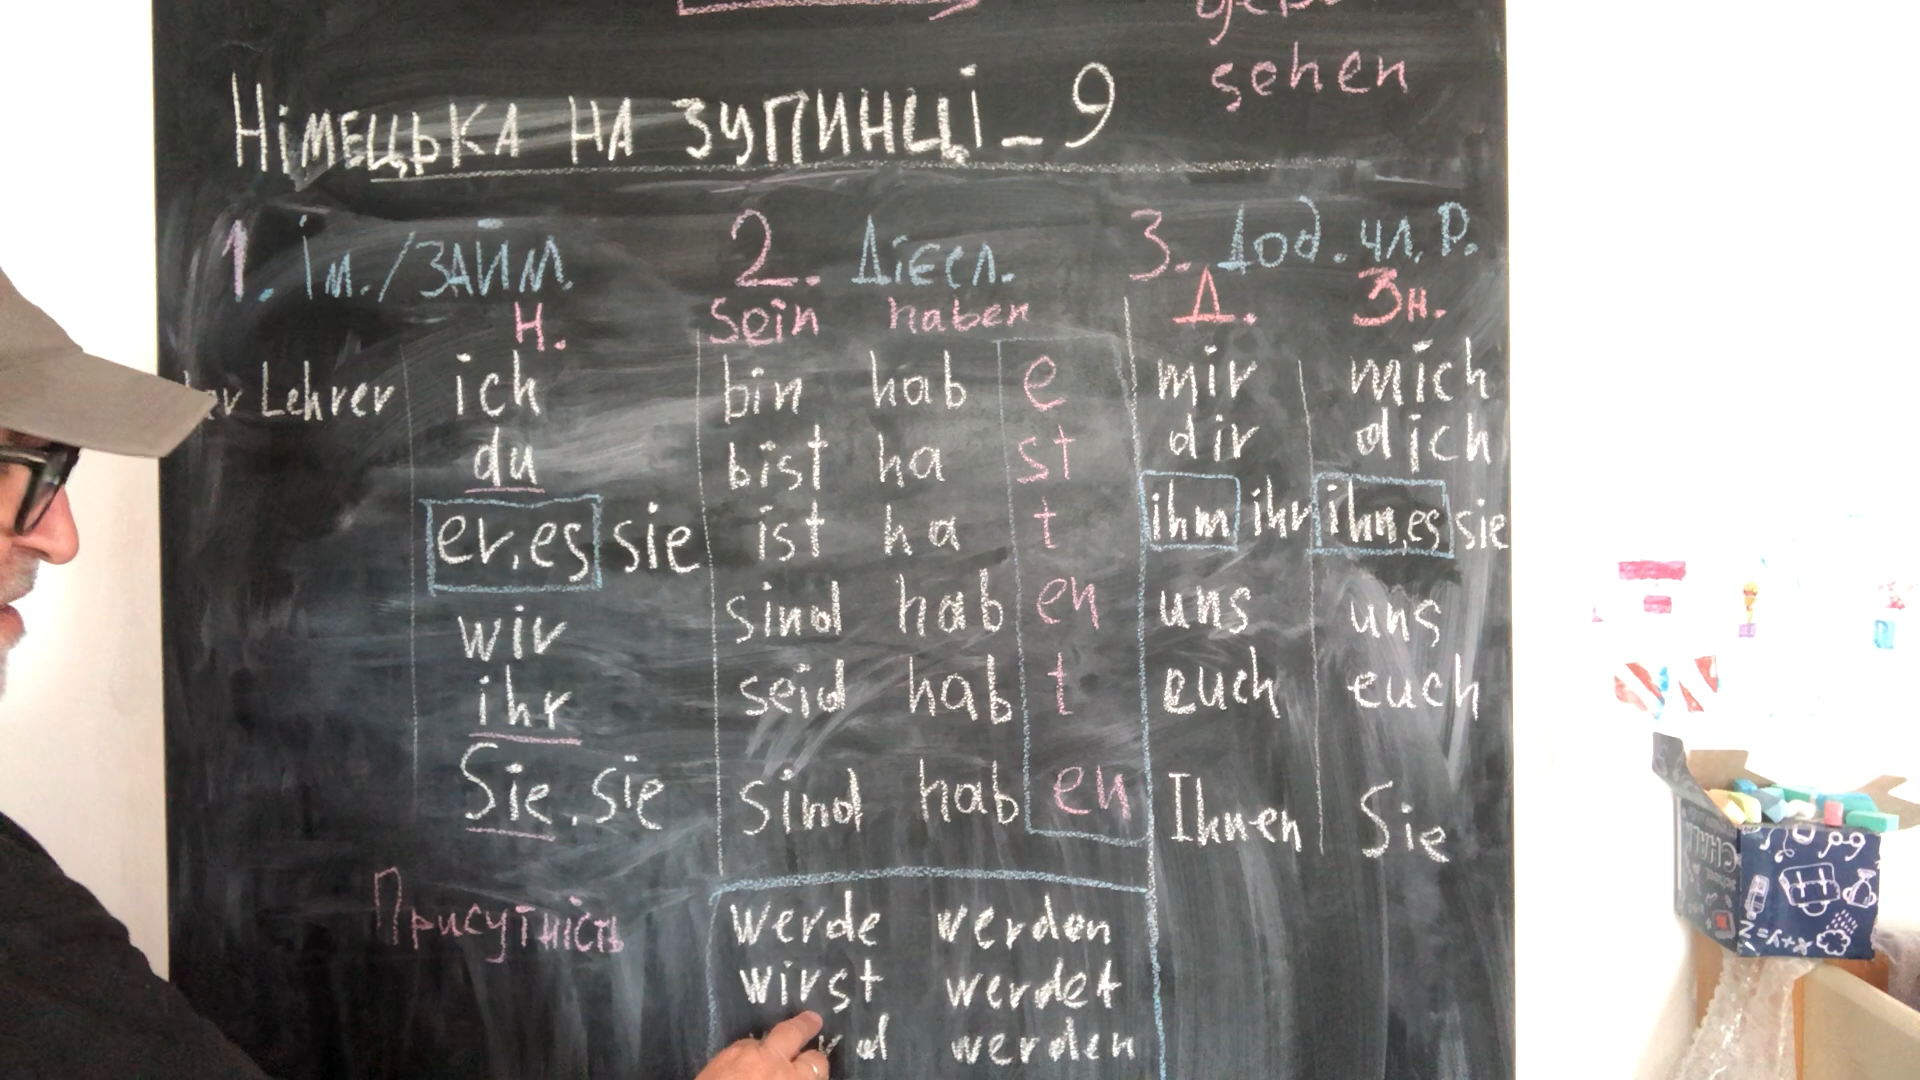 sehen
Німецька на зупинці_9
1. Ім./займ. 2. Дієсл. 3. Дод. чл. Р.
Н. sein haben Д. Зн.
Lehrer ich bin hab e mir mich
du bist ha st dir dich
er, es sie ist ha t ihm ihr ihn, es sie
wir sind hab en uns uns
ihr seid hab t euch euch
Sie, sie sind hab en Ihnen Sie
Присутність werde werden
wirst werdet
werden